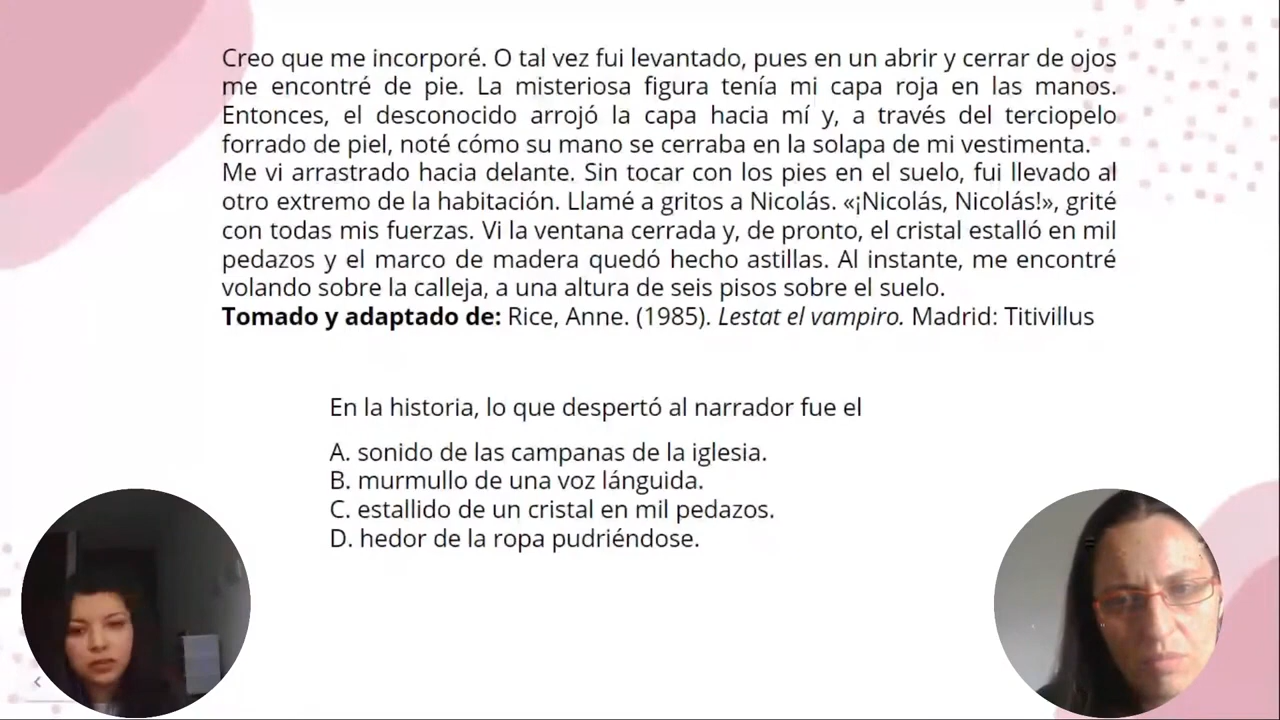 Creo que me incorporé. O tal vez fui levantado, pues en un abrir y cerrar de ojos
me encontré de pie. La misteriosa figura tenía mi capa roja en las manos.
Entonces, el desconocido arrojó la capa hacia mí y, a través del terciopelo
forrado de piel, noté cómo su mano se cerraba en la solapa de mi vestimenta.
Me vi arrastrado hacia delante. Sin tocar con los pies en el suelo, fui llevado al
otro extremo de la habitación. Llamé a gritos a Nicolás. «¡Nicolás, Nicolás!», grité
con todas mis fuerzas. Vi la ventana cerrada y, de pronto, el cristal estalló en mil
pedazos y el marco de madera quedó hecho astillas. Al instante, me encontré
volando sobre la calleja, a una altura de seis pisos sobre el suelo.
Tomado y adaptado de: Rice, Anne. (1985). Lestat el vampiro. Madrid: Titivillus
En la historia, lo que despertó al narrador fue el
A. sonido de las campanas de la iglesia.
B. murmullo de una voz lánguida.
C. estallido de un cristal en mil pedazos.
D. hedor de la ropa pudriéndose.